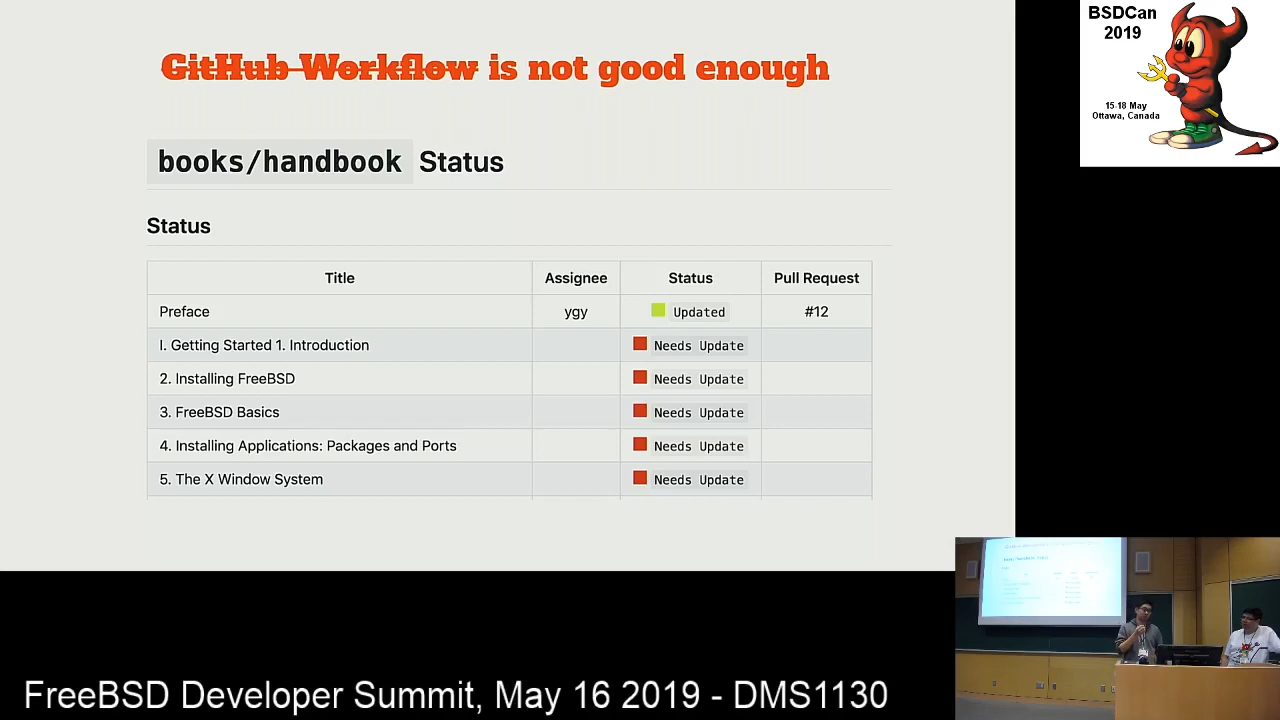 GitHub Workflow is not good enough
BSDCan
2019
15-18 May
Ottawa, Canada
books/handbook Status
Status
Title Assignee Status Pull Request
Preface ygy Updated #12
I. Getting Started 1. Introduction Needs Update
2. Installing FreeBSD Needs Update
3. FreeBSD Basics Needs Update
4. Installing Applications: Packages and Ports Needs Update
5. The X Window System Needs Update
FreeBSD Developer Summit, May 16 2019 - DMS1130